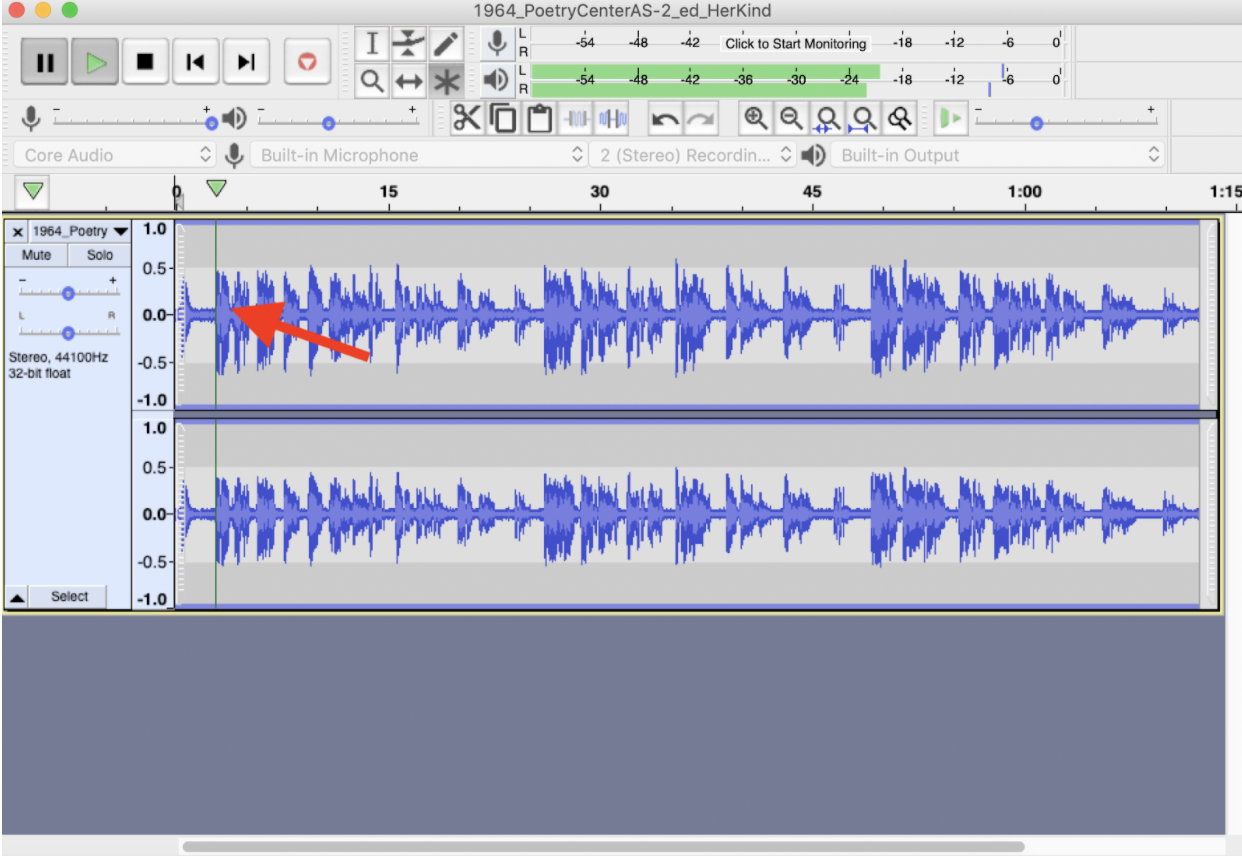 1964_PoetryCenterAS-2_ed_HerKind
L
R
-54 -48 -42 Click to Start Monitoring -18 -12 -6 0
L
R
-54 -48 -42 -36 -30 -24 -18 -12 -6 0
- + - + - +
Core Audio Built-in Microphone 2 (Stereo) Recordin... Built-in Output
0 15 30 45 1:00 1:15
x 1964_Poetry
Mute Solo
- +
L R
Stereo, 44100Hz
32-bit float
1.0
0.5-
0.0-
-0.5-
-1.0
1.0
0.5-
0.0-
-0.5-
-1.0
Select